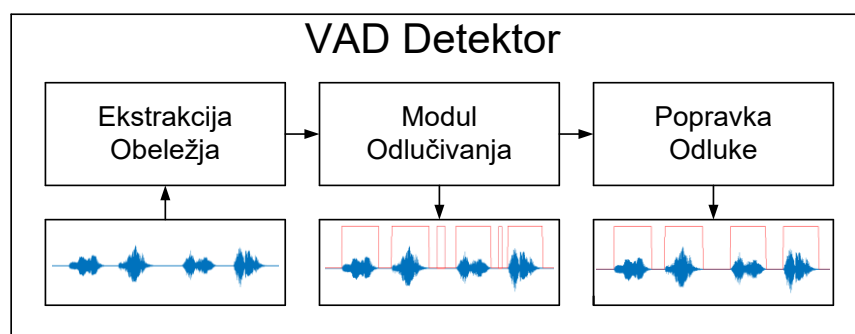 VAD Detektor
Ekstrakcija
Obeležja
Modul
Odlučivanja
Popravka
Odluke